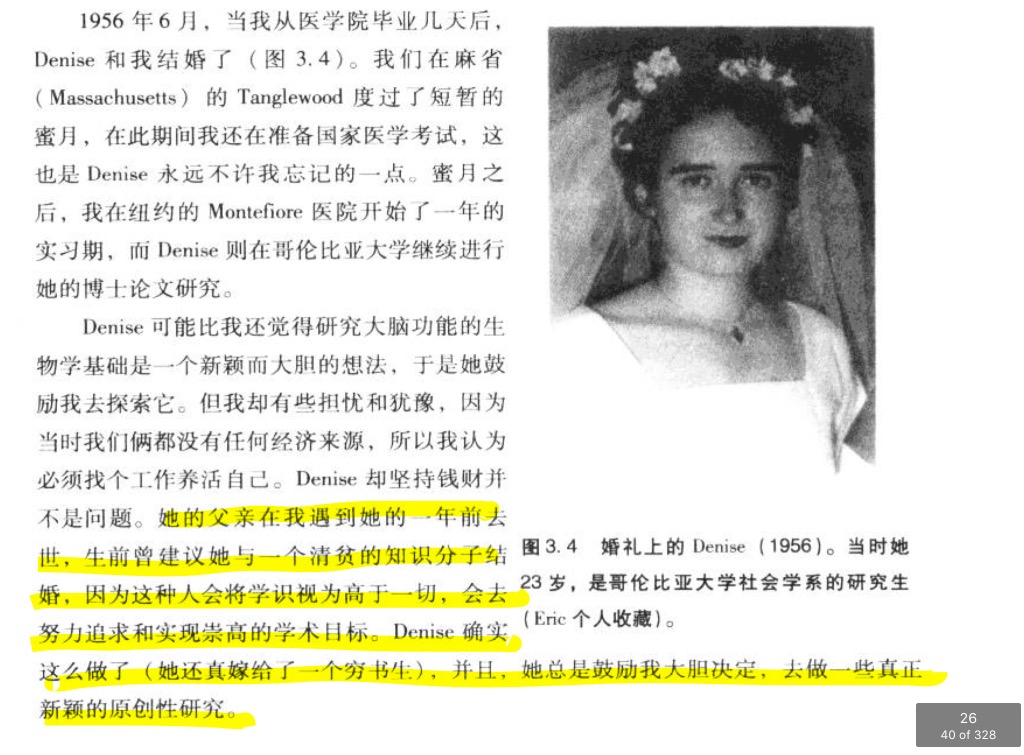 1956 年 6 月，当我从医学院毕业几天后，
Denise 和我结婚了（图 3.4）。我们在麻省
（Massachusetts）的 Tanglewood 度过了短暂的
蜜月，在此期间我还在准备国家医学考试，这
也是 Denise 永远不许我忘记的一点。蜜月之
后，我在纽约的 Montefiore 医院开始了一年的
实习期，而 Denise 则在哥伦比亚大学继续进行
她的博士论文研究。
Denise 可能比我还觉得研究大脑功能的生
物学基础是一个新颖而大胆的想法，于是她鼓
励我去探索它。但我却有些担忧和犹豫，因为
当时我们俩都没有任何经济来源，所以我认为
必须找个工作养活自己。Denise 却坚持钱财并
不是问题。她的父亲在我遇到她的一年前去
世，生前曾建议她与一个清贫的知识分子结
婚，因为这种人会将学识视为高于一切，会去
努力追求和实现崇高的学术目标。Denise 确实
这么做了（她还真嫁给了一个穷书生），并且，她总是鼓励我大胆决定，去做一些真正
新颖的原创性研究。
图 3.4 婚礼上的 Denise（1956）。当时她
23 岁，是哥伦比亚大学社会学系的研究生
（Eric 个人收藏）。
26
40 of 328